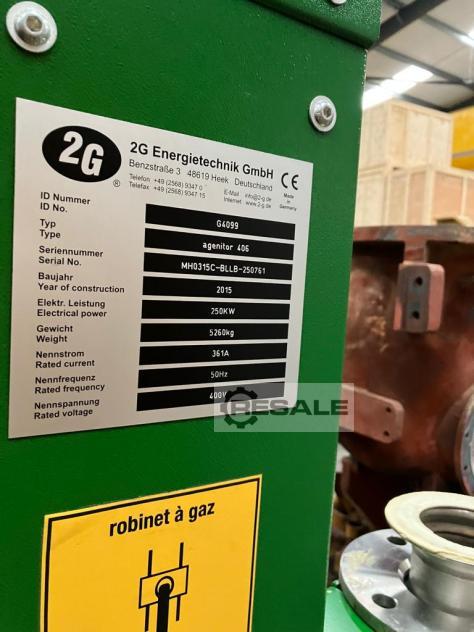 2G
®
2G Energietechnik GmbH
Benzstraße 3 48619 Heek Deutschland
Telefon +49 (2568) 9347 0 E-Mail info@2-g.de
Telefax +49 (2568) 9347 15 Internet www.2-g.de
CE
Made in Germany
ID Nummer
ID No. G4099
Typ
Type agenitor 406
Seriennummer
Serial No. MH0315C-BLLB-250761
Baujahr
Year of construction 2015
Elektr. Leistung
Electrical power 250KW
Gewicht
Weight 5260kg
Nennstrom
Rated current 361A
Nennfrequenz
Rated frequency 50Hz
Nennspannung
Rated voltage 400V
RESALE
robinet à gaz